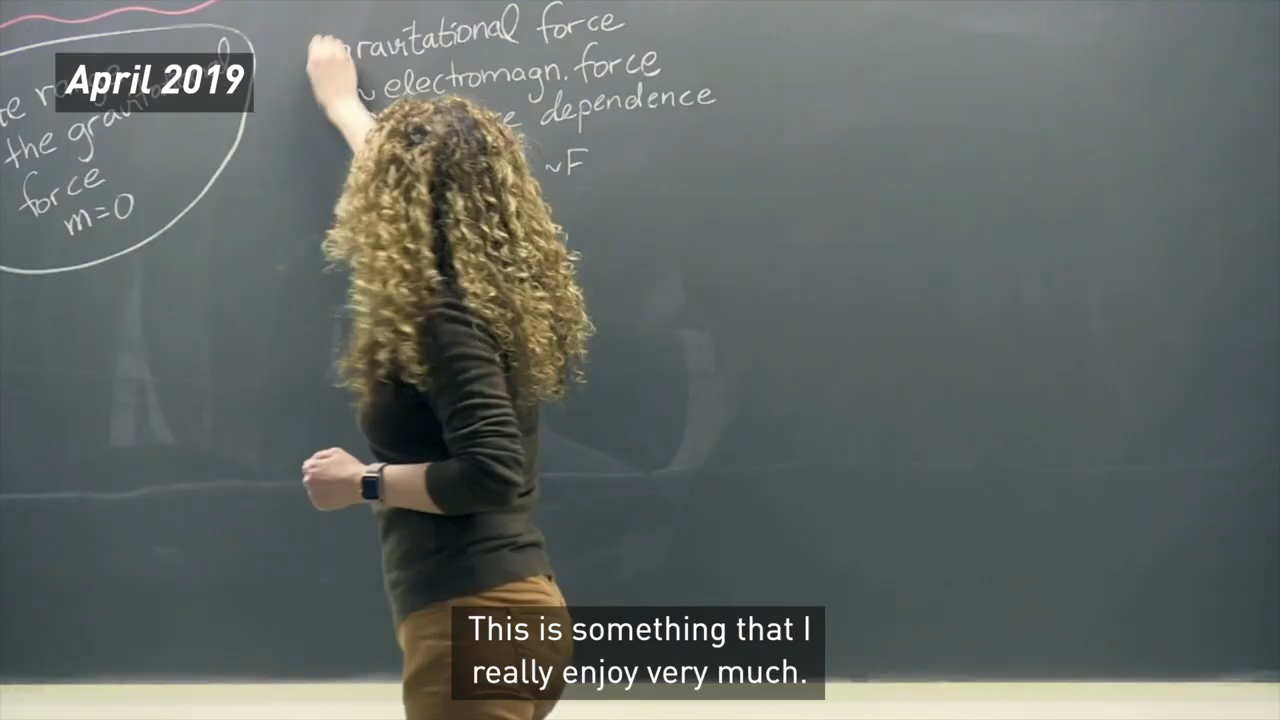 April 2019
the
force
m=0
gravitational force
~ electromagn. force
dependence
~F
This is something that I
really enjoy very much.